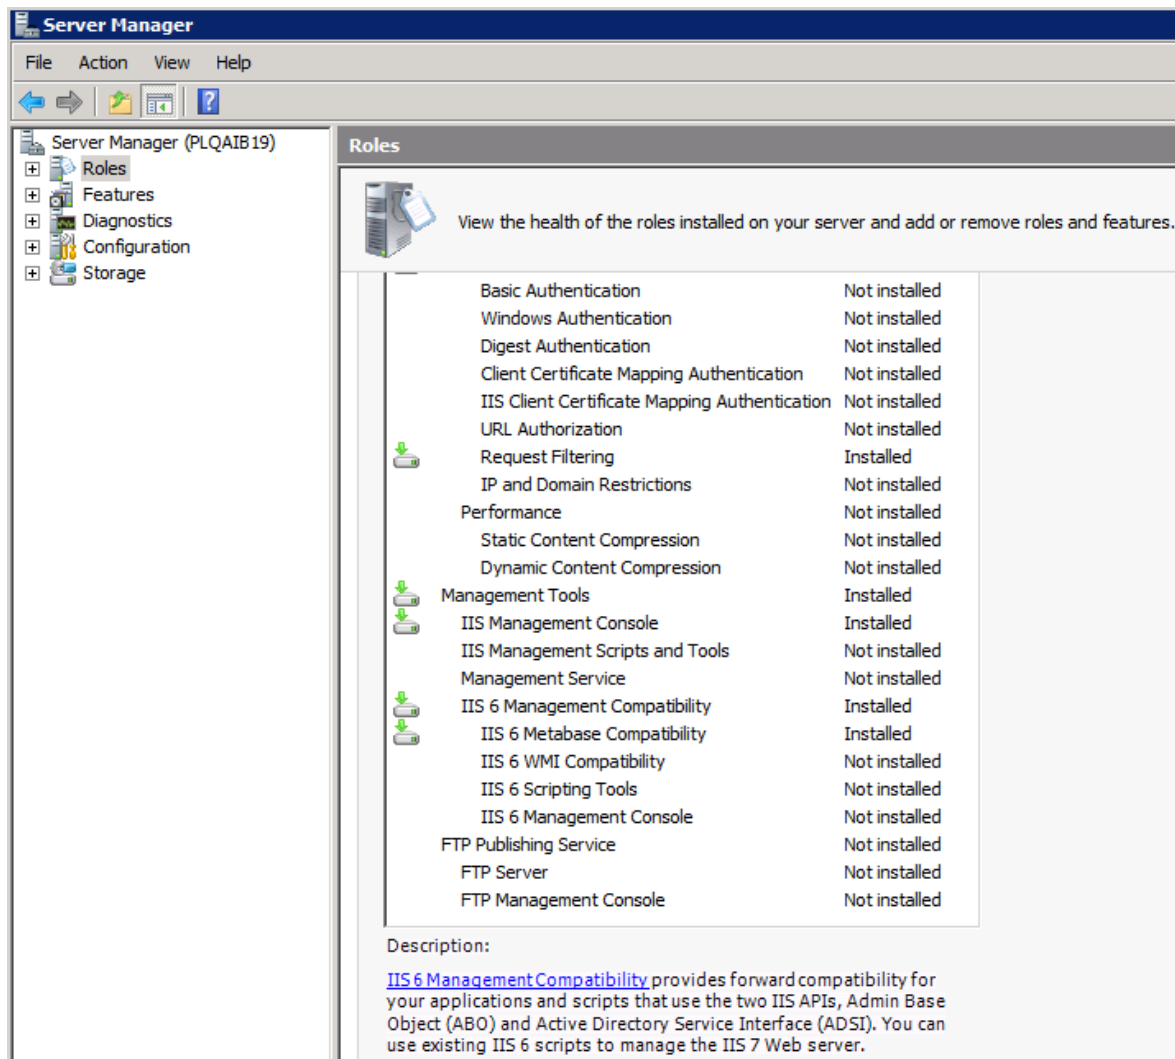 Server Manager
File Action View Help
Server Manager (PLQAIB19)
Roles
Features
Diagnostics
Configuration
Storage
Roles
View the health of the roles installed on your server and add or remove roles and features.
Basic Authentication Not installed
Windows Authentication Not installed
Digest Authentication Not installed
Client Certificate Mapping Authentication Not installed
IIS Client Certificate Mapping Authentication Not installed
URL Authorization Not installed
Request Filtering Installed
IP and Domain Restrictions Not installed
Performance Not installed
Static Content Compression Not installed
Dynamic Content Compression Not installed
Management Tools Installed
IIS Management Console Installed
IIS Management Scripts and Tools Not installed
Management Service Not installed
IIS 6 Management Compatibility Installed
IIS 6 Metabase Compatibility Installed
IIS 6 WMI Compatibility Not installed
IIS 6 Scripting Tools Not installed
IIS 6 Management Console Not installed
FTP Publishing Service Not installed
FTP Server Not installed
FTP Management Console Not installed
Description:
IIS 6 Management Compatibility provides forward compatibility for
your applications and scripts that use the two IIS APIs, Admin Base
Object (ABO) and Active Directory Service Interface (ADSI). You can
use existing IIS 6 scripts to manage the IIS 7 Web server.